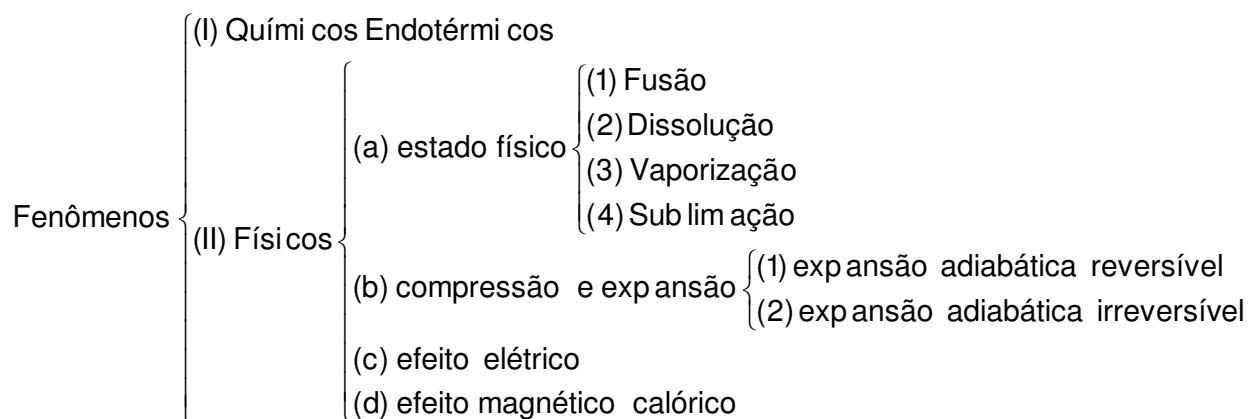 (I) Quími cos Endotérmi cos
(1) Fusão
(2) Dissolução
(a) estado físico
(3) Vaporização
(4) Sub lim ação
Fenômenos
(II) Físi cos
(1) exp ansão adiabática reversível
(b) compressão e exp ansão
(2) exp ansão adiabática irreversível
(c) efeito elétrico
(d) efeito magnético calórico